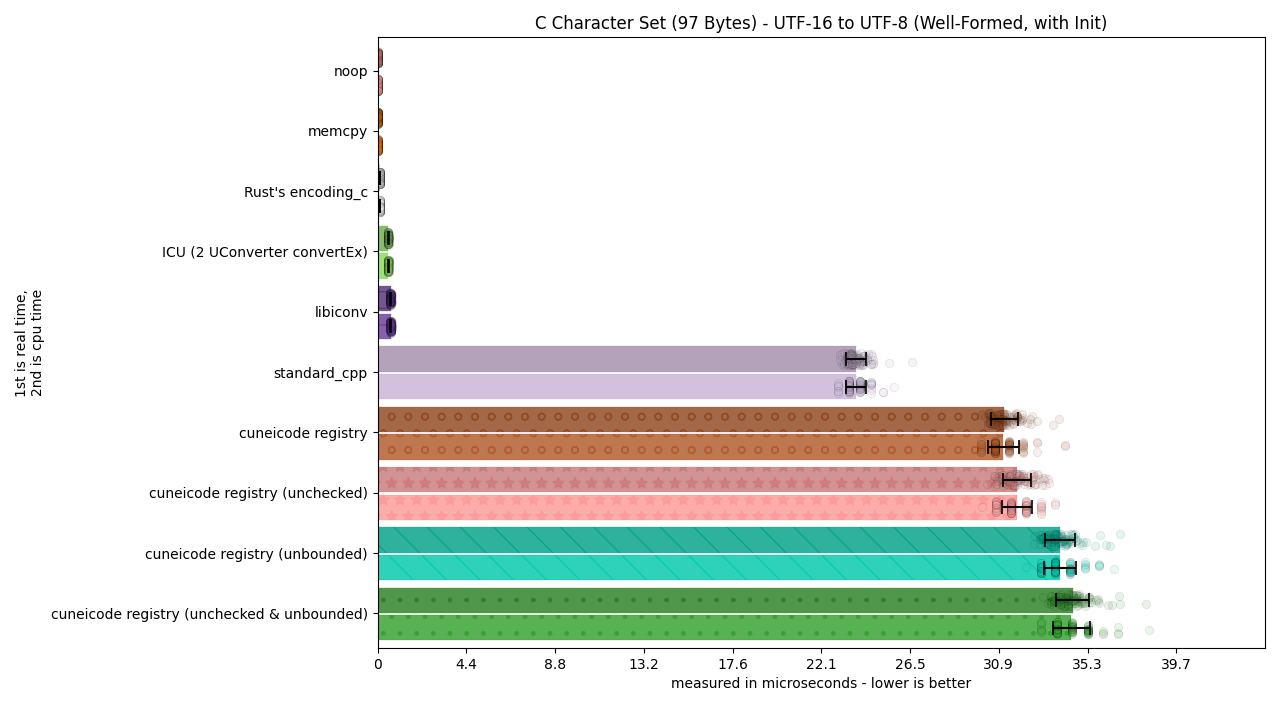 C Character Set (97 Bytes) - UTF-16 to UTF-8 (Well-Formed, with Init)
1st is real time,
2nd is cpu time
noop
memcpy
Rust's encoding_c
ICU (2 UConverter convertEx)
libiconv
standard_cpp
cuneicode registry
cuneicode registry (unchecked)
cuneicode registry (unbounded)
cuneicode registry (unchecked & unbounded)
0 4.4 8.8 13.2 17.6 22.1 26.5 30.9 35.3 39.7
measured in microseconds - lower is better